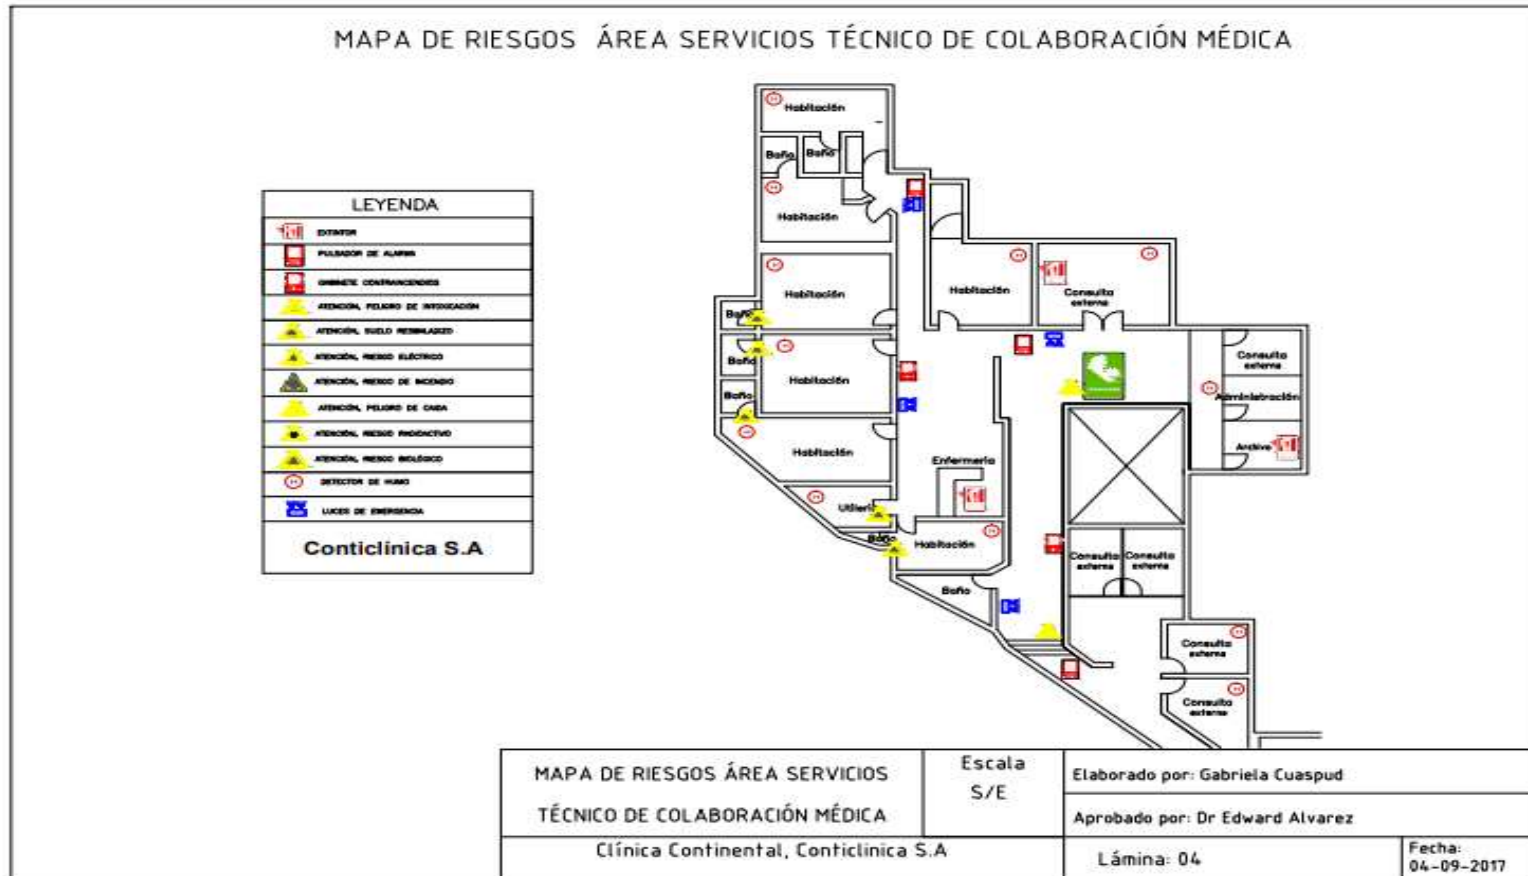 MAPA DE RIESGOS ÁREA SERVICIOS TÉCNICO DE COLABORACIÓN MÉDICA
LEYENDA
EXTINTOR
PULSADOR DE ALARMA
GABINETE CONTRAINCENDIOS
ATENCIÓN, PELIGRO DE INTOXICACIÓN
ATENCIÓN, SUELO RESBALADIZO
ATENCIÓN, RIESGO ELÉCTRICO
ATENCIÓN, RIESGO DE INCENDIO
ATENCIÓN, PELIGRO DE CAIDA
ATENCIÓN, RIESGO RADIOACTIVO
ATENCIÓN, RIESGO BIOLÓGICO
DETECTOR DE HUMO
LUCES DE EMERGENCIA
Conticlínica S.A
Habitación
Baño
Baño
Habitación
Habitación
Habitación
Consulta
externa
Baño
Baño
Habitación
Baño
Consulta
externa
Administración
Archivo
Habitación
Enfermería
Utilería
Baño
Habitación
Consulta
externa
Consulta
externa
Baño
Consulta
externa
Consulta
externa
MAPA DE RIESGOS ÁREA SERVICIOS
TÉCNICO DE COLABORACIÓN MÉDICA
Escala
S/E
Elaborado por: Gabriela Cuaspud
Aprobado por: Dr Edward Alvarez
Clínica Continental, Conticlinica S.A
Lámina: 04
Fecha:
04-09-2017